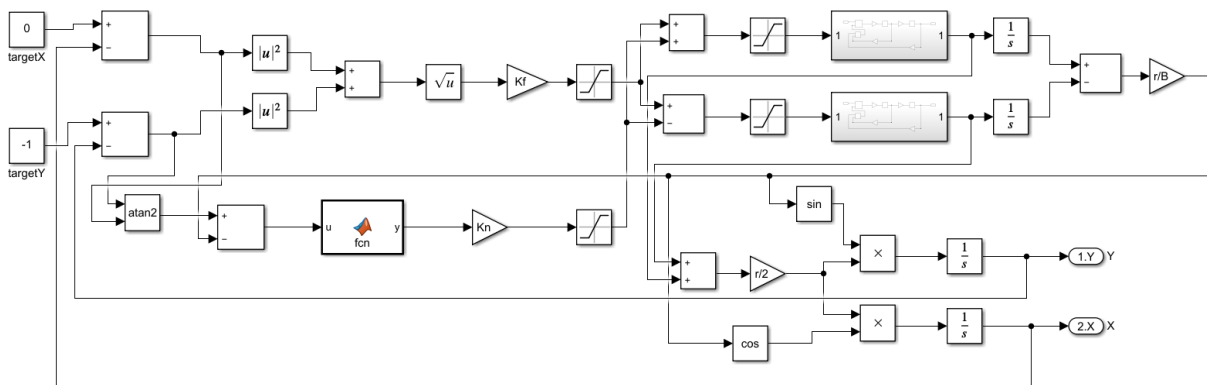 0
targetX
+
−
|u|²
|u|²
+
+
√u
Kf
+
+
1
1
1/s
+
−
r/B
-1
targetY
+
−
+
−
1
1
1/s
atan2
+
−
u
fcn
y
Kn
sin
+
+
r/2
×
1/s
1.Y
Y
cos
×
1/s
2.X
X